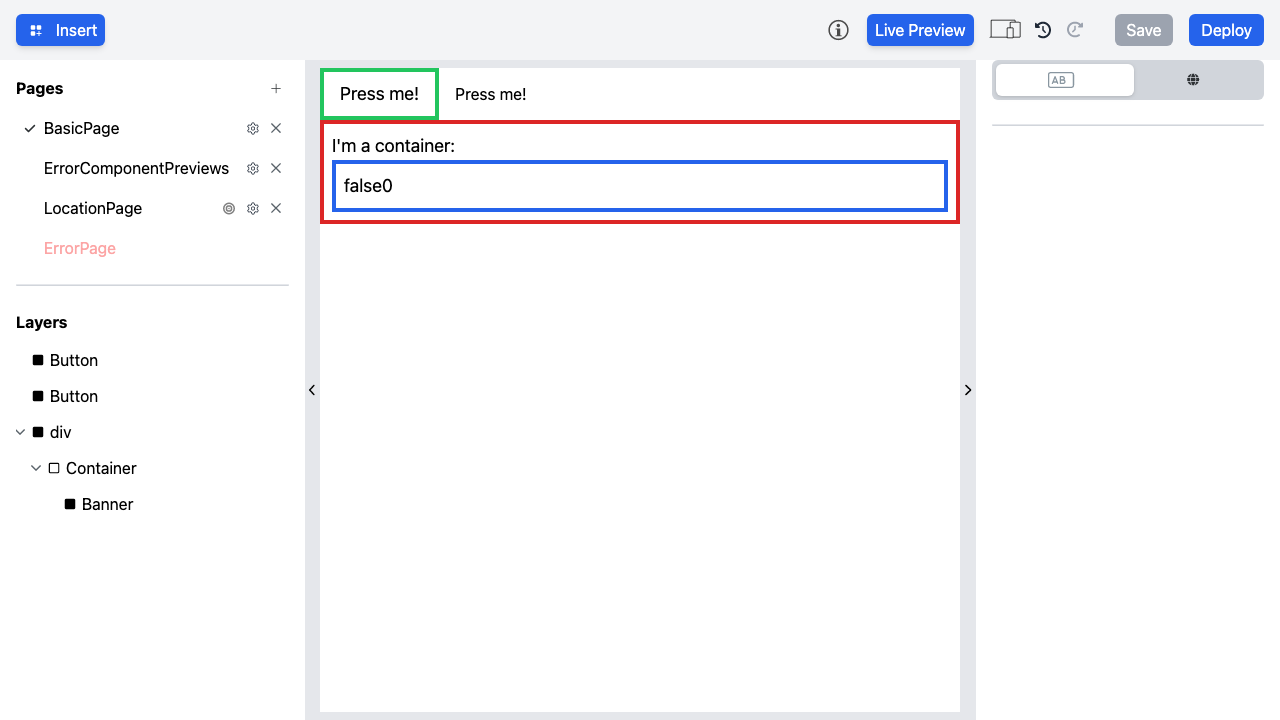 Insert
Live Preview
Save
Deploy
Pages
BasicPage
ErrorComponentPreviews
LocationPage
ErrorPage
Layers
Button
Button
div
Container
Banner
Press me!
Press me!
I'm a container:
false0
AB